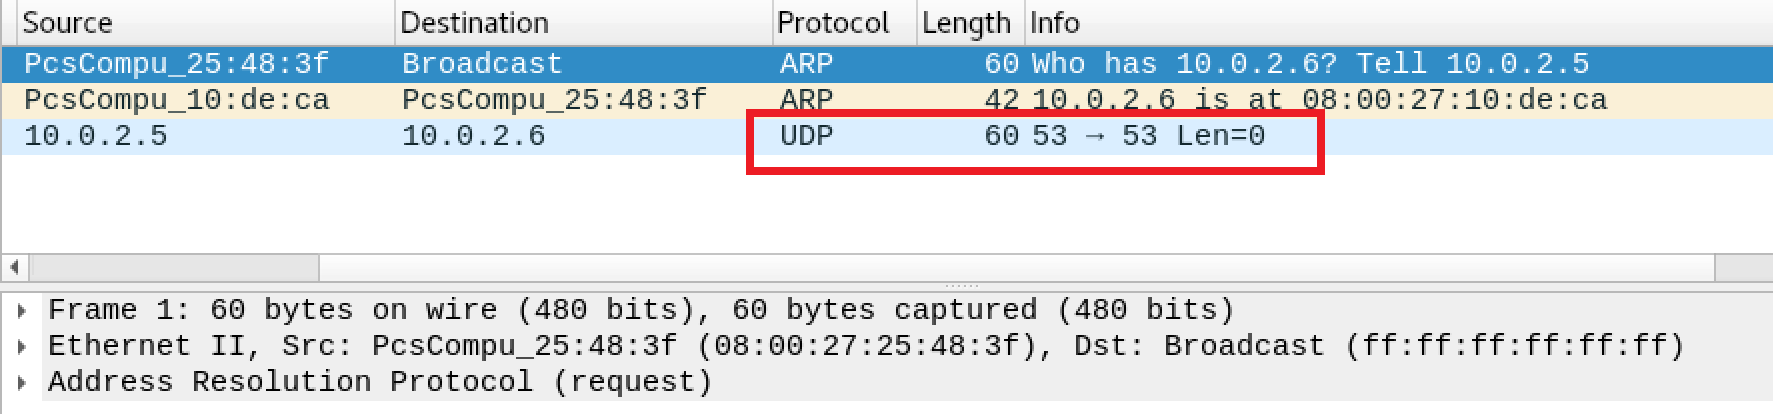 Source Destination Protocol Length Info
PcsCompu_25:48:3f Broadcast ARP 60 Who has 10.0.2.6? Tell 10.0.2.5
PcsCompu_10:de:ca PcsCompu_25:48:3f ARP 42 10.0.2.6 is at 08:00:27:10:de:ca
10.0.2.5 10.0.2.6 UDP 60 53 → 53 Len=0
Frame 1: 60 bytes on wire (480 bits), 60 bytes captured (480 bits)
Ethernet II, Src: PcsCompu_25:48:3f (08:00:27:25:48:3f), Dst: Broadcast (ff:ff:ff:ff:ff:ff)
Address Resolution Protocol (request)